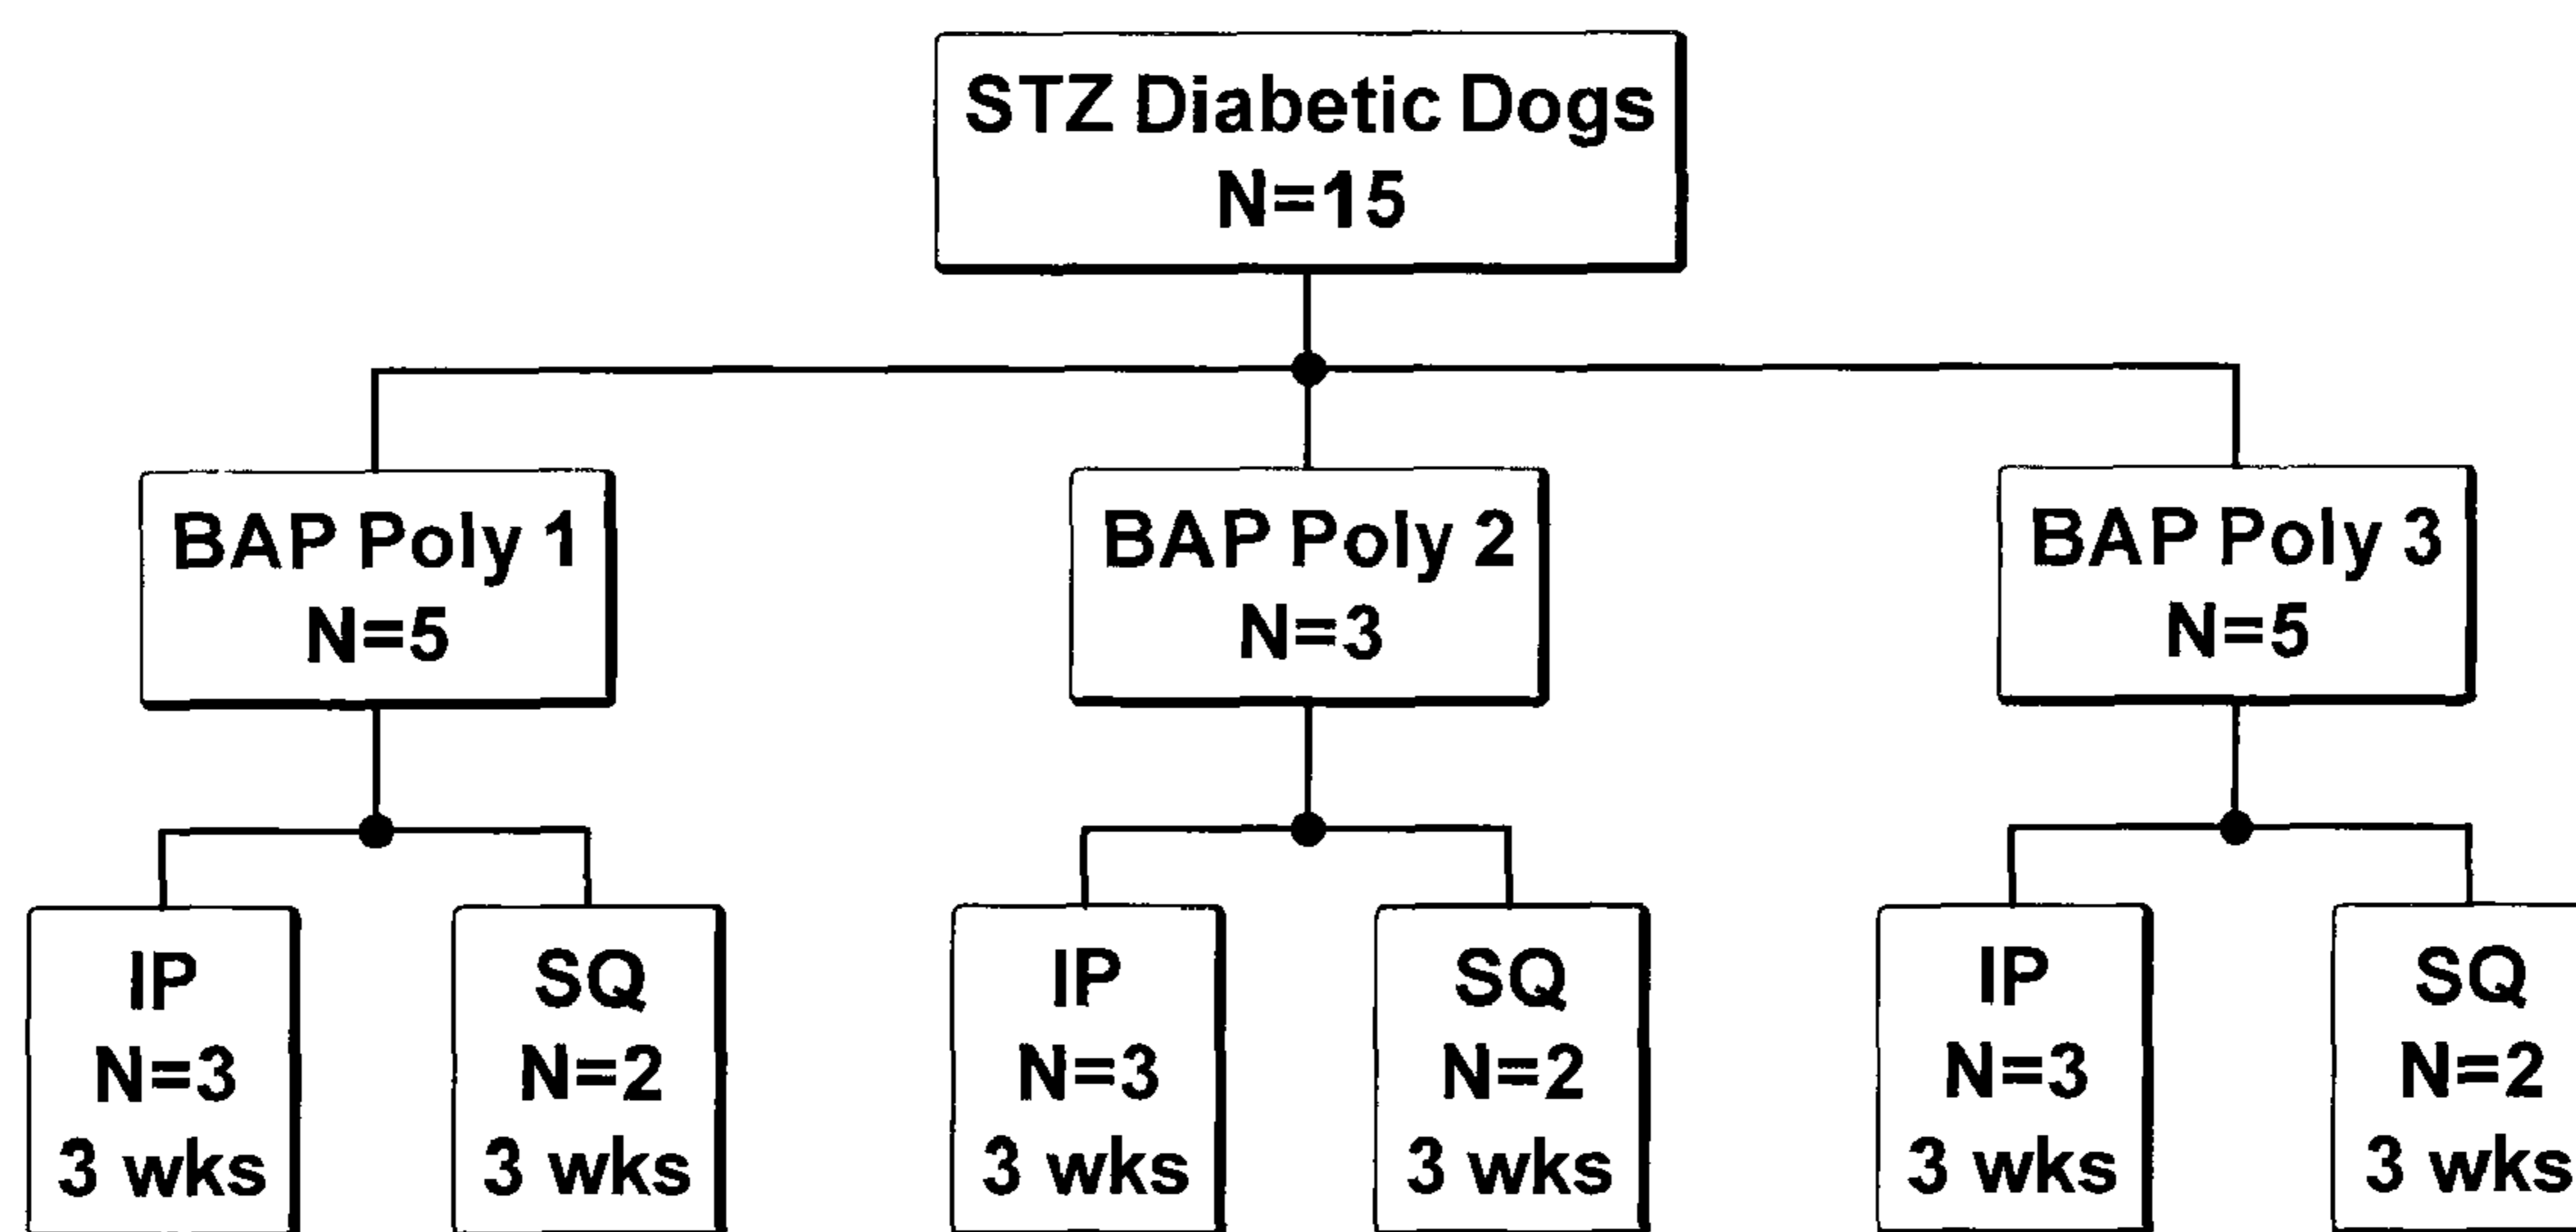 STZ Diabetic Dogs
N=15
BAP Poly 1
N=5
BAP Poly 2
N=3
BAP Poly 3
N=5
IP
N=3
3 wks
SQ
N=2
3 wks
IP
N=3
3 wks
SQ
N=2
3 wks
IP
N=3
3 wks
SQ
N=2
3 wks